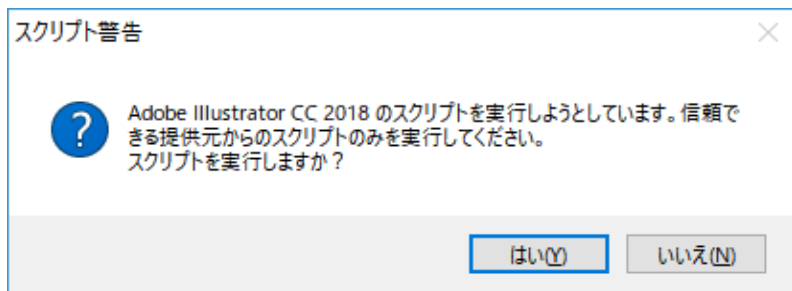 スクリプト警告
Adobe Illustrator CC 2018 のスクリプトを実行しようとしています。信頼で
きる提供元からのスクリプトのみを実行してください。
スクリプトを実行しますか？
はい(Y)
いいえ(N)